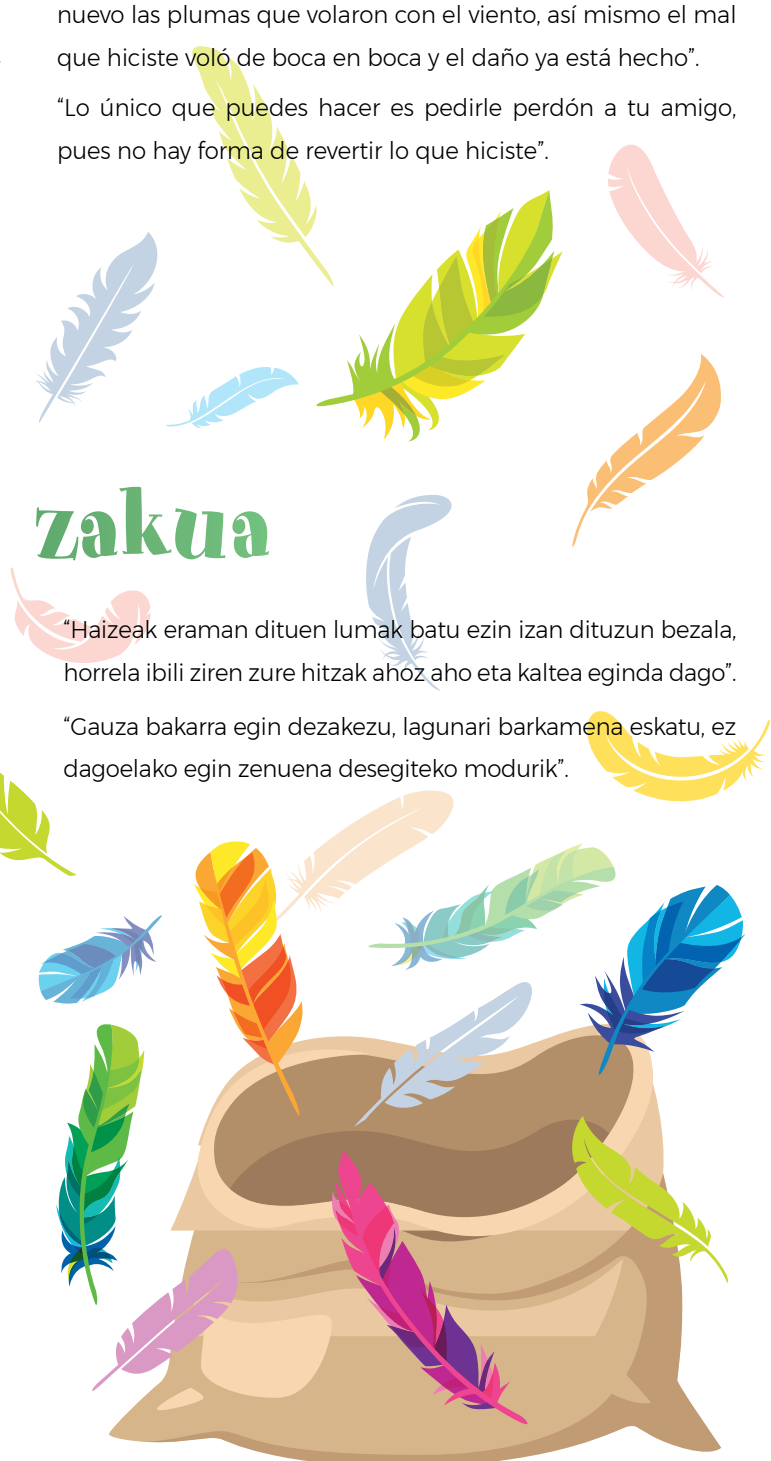 nuevo las plumas que volaron con el viento, así mismo el mal
que hiciste voló de boca en boca y el daño ya está hecho”.
“Lo único que puedes hacer es pedirle perdón a tu amigo,
pues no hay forma de revertir lo que hiciste”.
zakua
“Haizeak eraman dituen lumak batu ezin izan dituzun bezala,
horrela ibili ziren zure hitzak ahoz aho eta kaltea eginda dago”.
“Gauza bakarra egin dezakezu, lagunari barkamena eskatu, ez
dagoelako egin zenuena desegiteko modurik”.